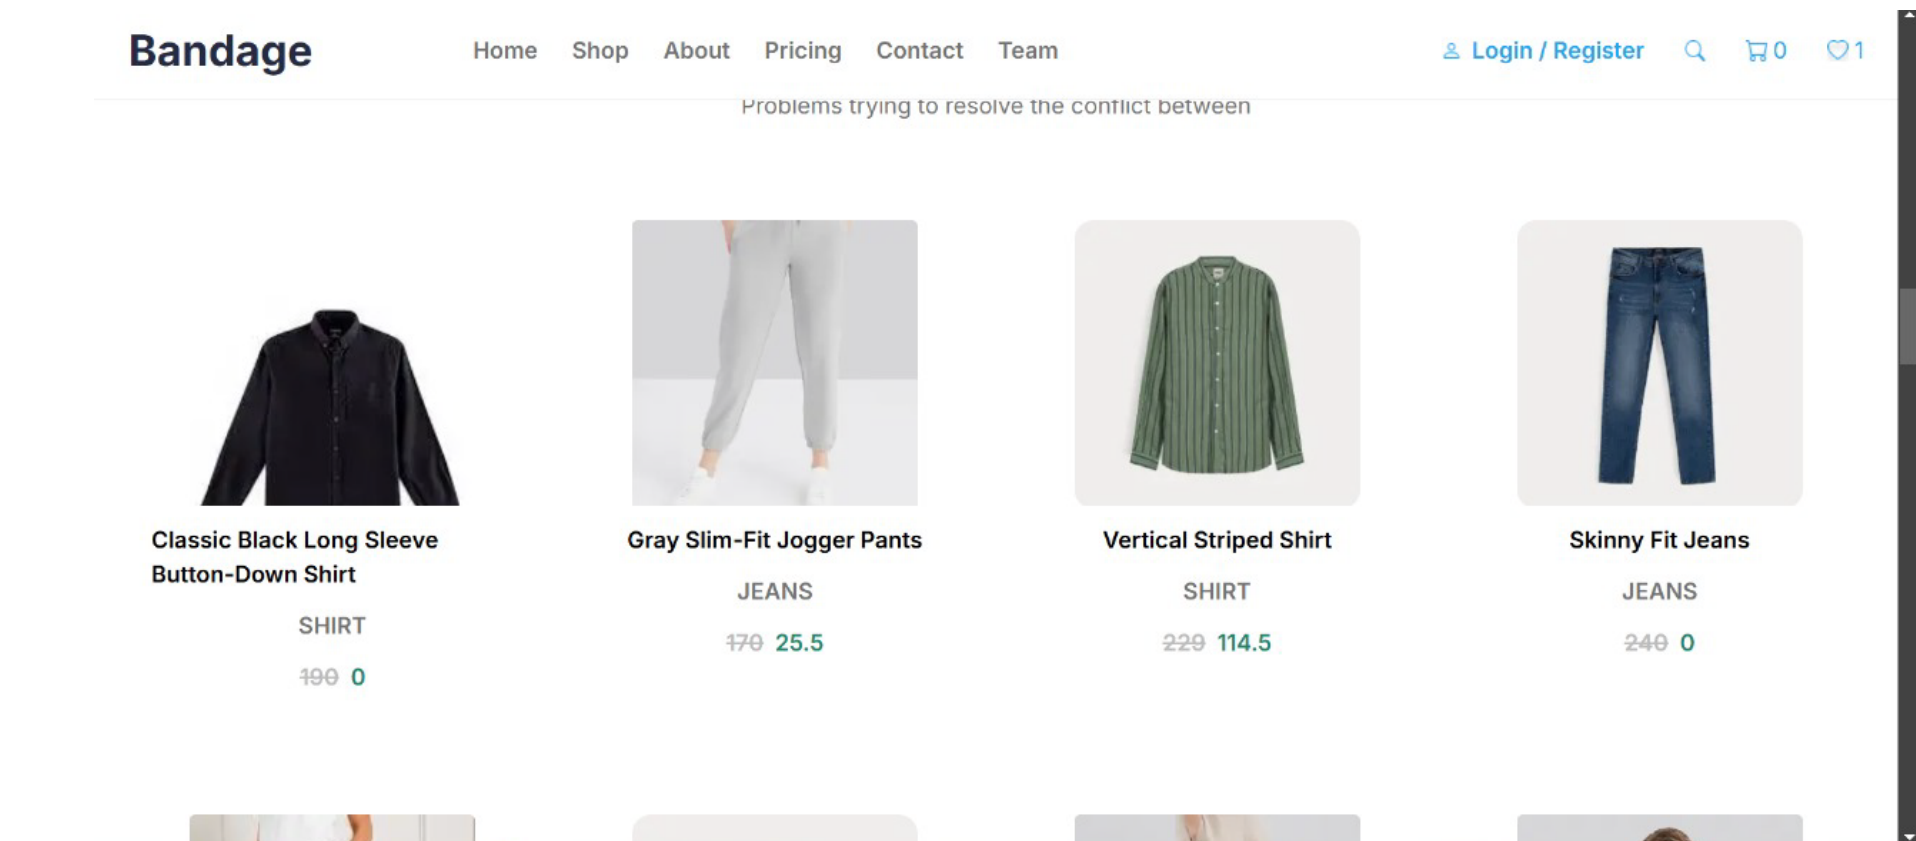 Bandage
Home Shop About Pricing Contact Team
Login / Register 0 1
Problems trying to resolve the conflict between
Classic Black Long Sleeve
Button-Down Shirt
SHIRT
190 0
Gray Slim-Fit Jogger Pants
JEANS
170 25.5
Vertical Striped Shirt
SHIRT
229 114.5
Skinny Fit Jeans
JEANS
240 0